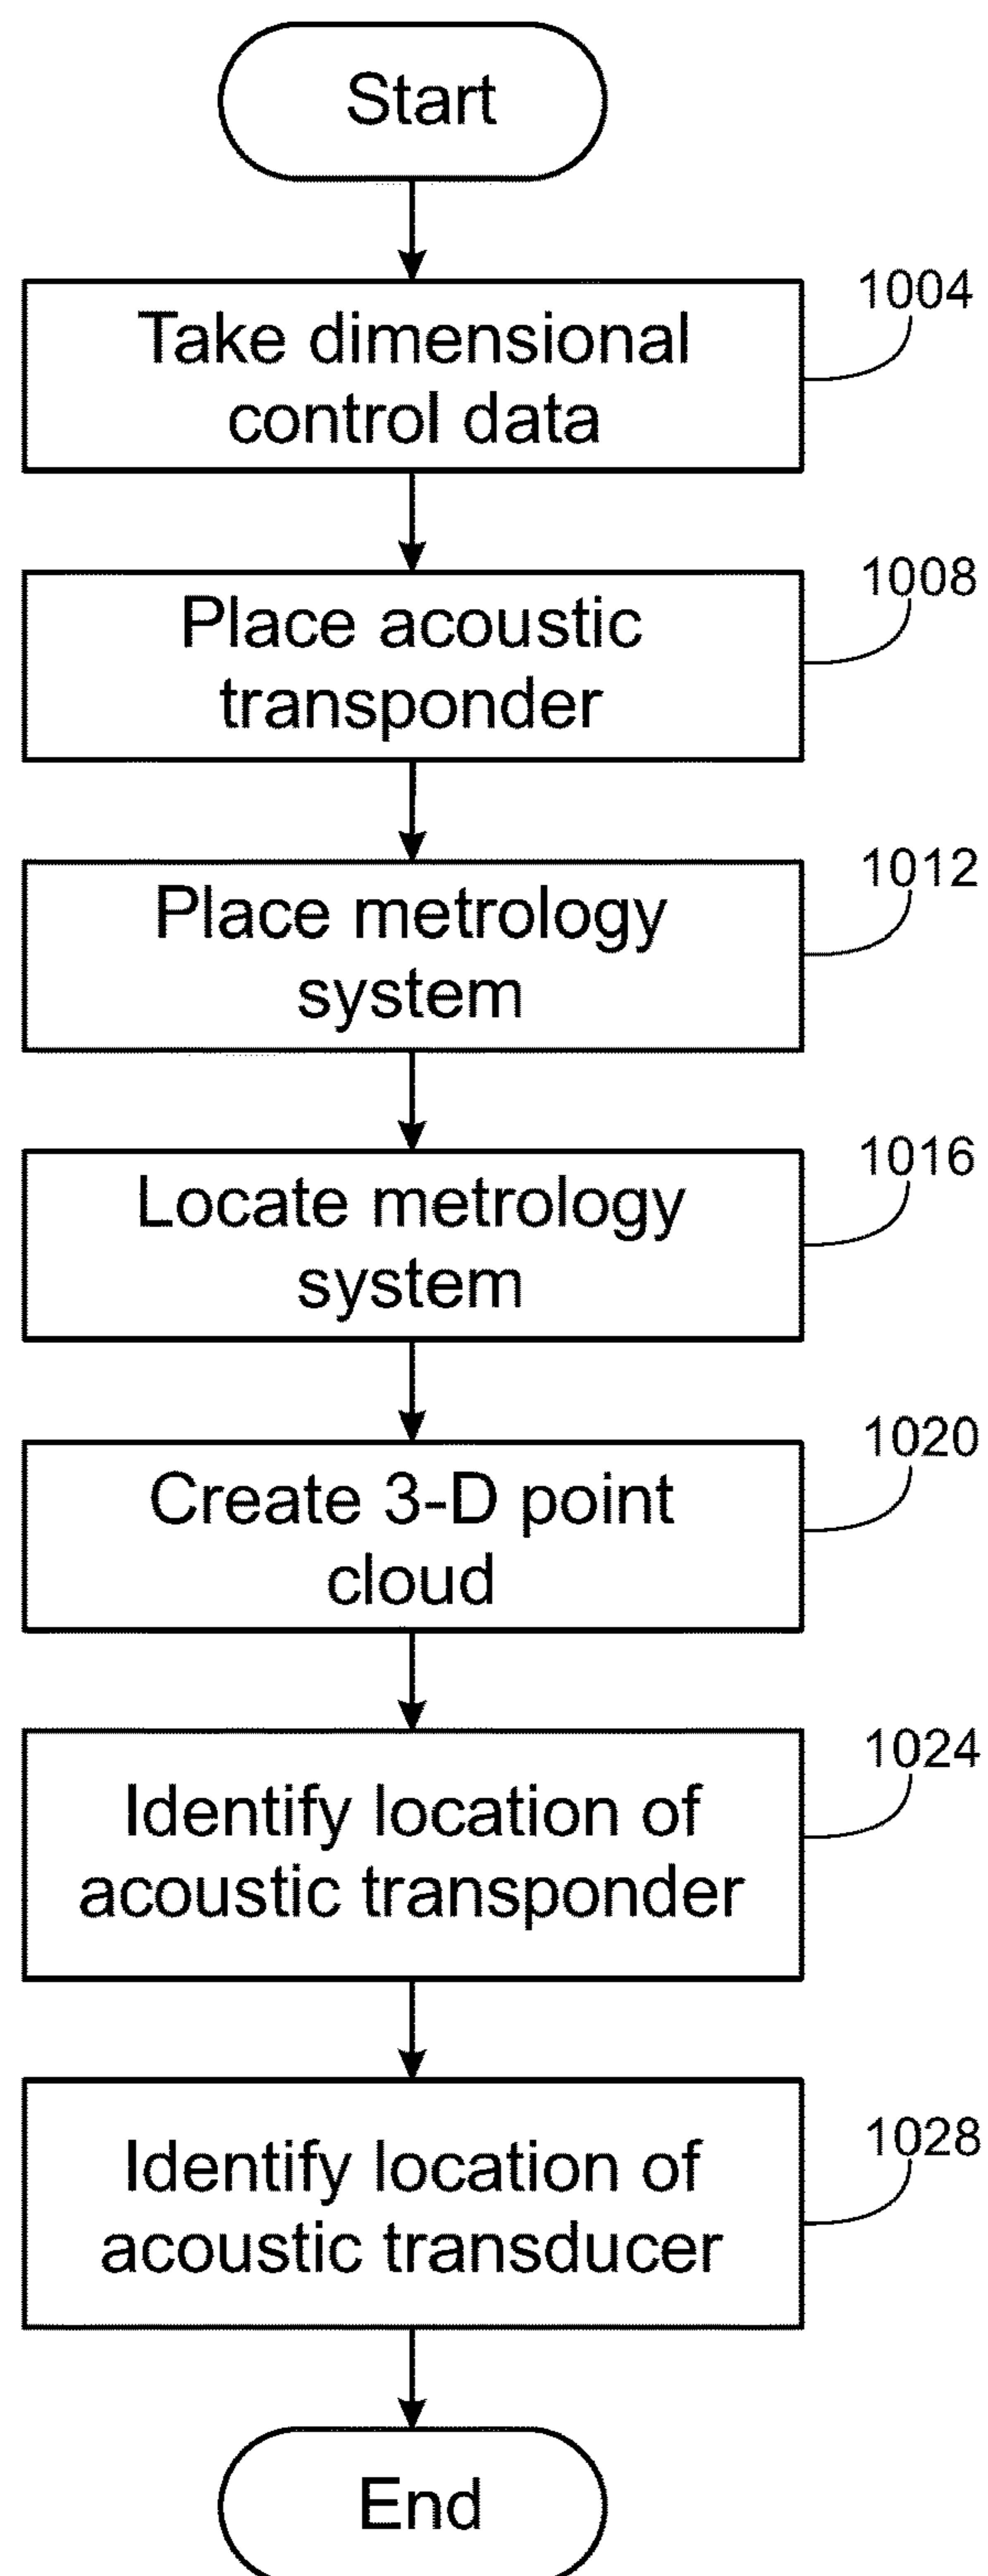 Start
1004
Take dimensional
control data
1008
Place acoustic
transponder
1012
Place metrology
system
1016
Locate metrology
system
1020
Create 3-D point
cloud
1024
Identify location of
acoustic transponder
1028
Identify location of
acoustic transducer
End